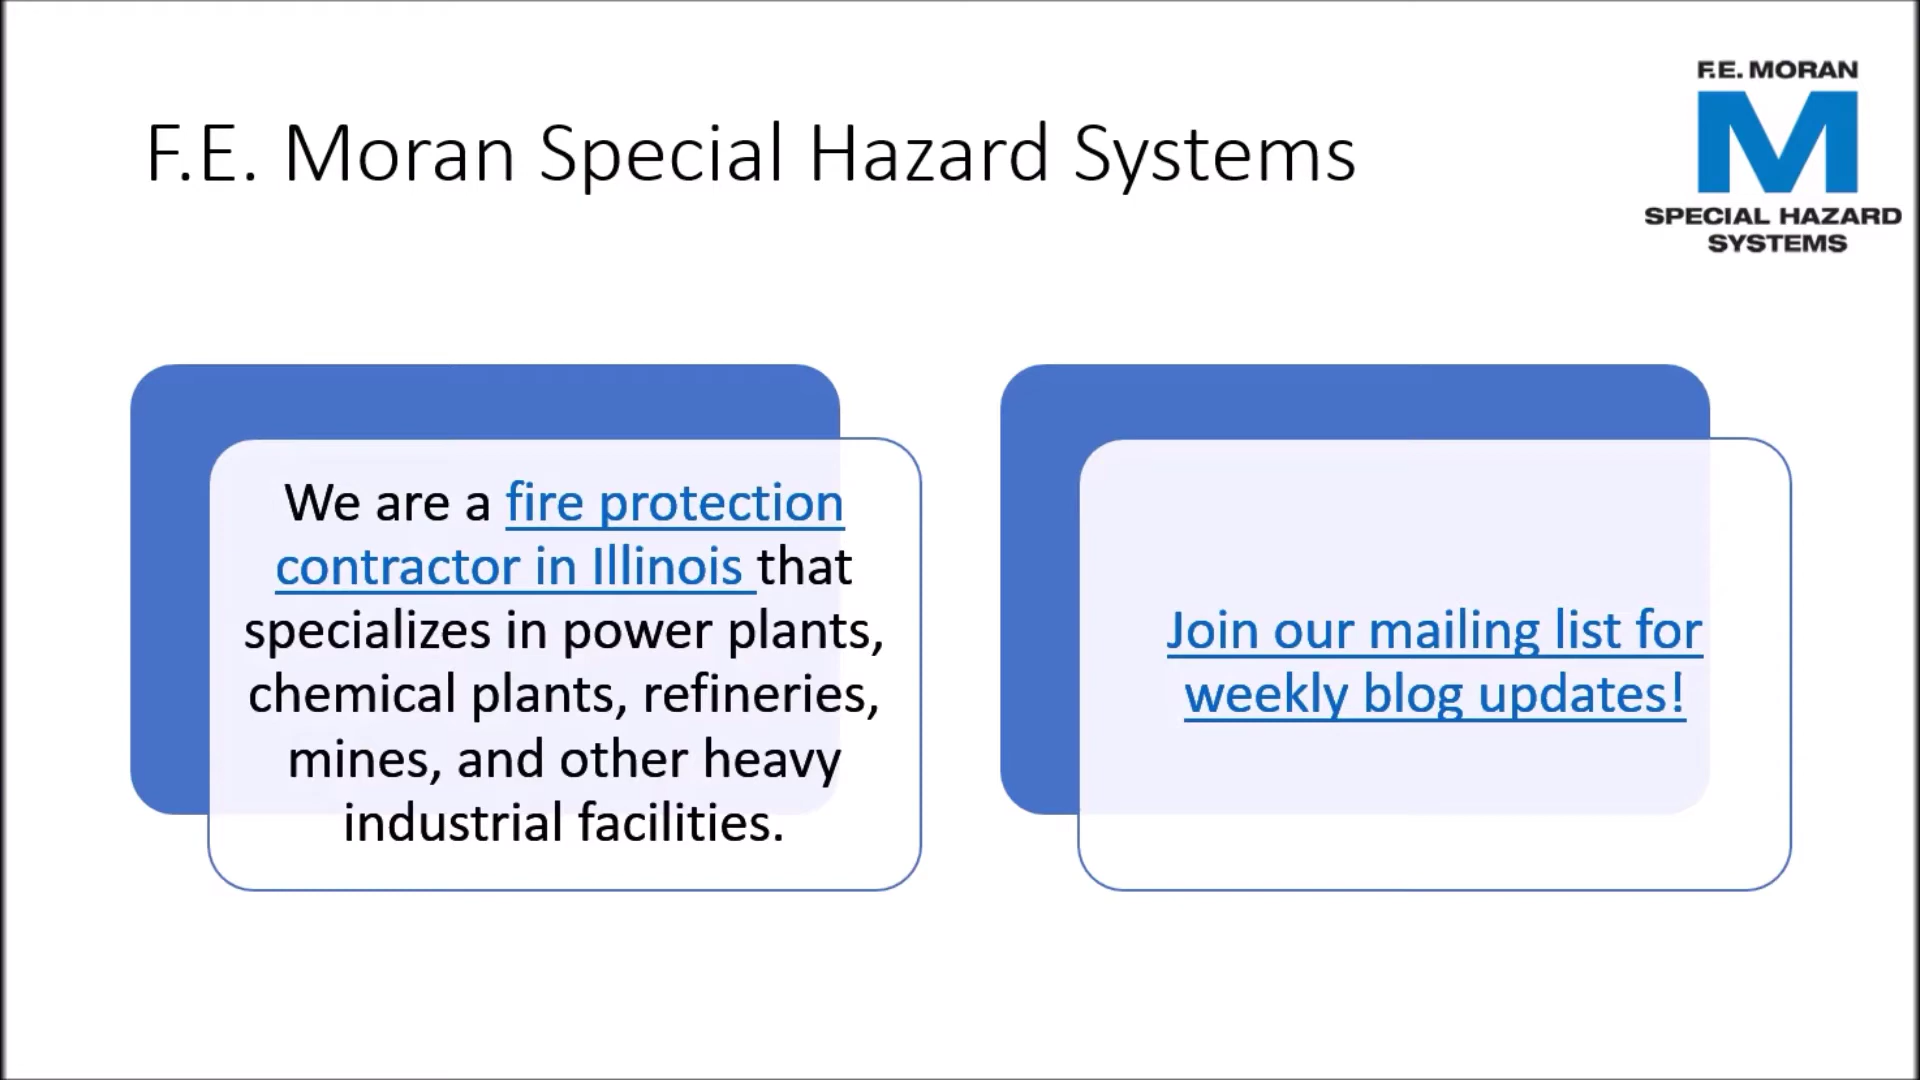 F.E. MORAN
M
SPECIAL HAZARD
SYSTEMS
F.E. Moran Special Hazard Systems
We are a fire protection
contractor in Illinois that
specializes in power plants,
chemical plants, refineries,
mines, and other heavy
industrial facilities.
Join our mailing list for
weekly blog updates!